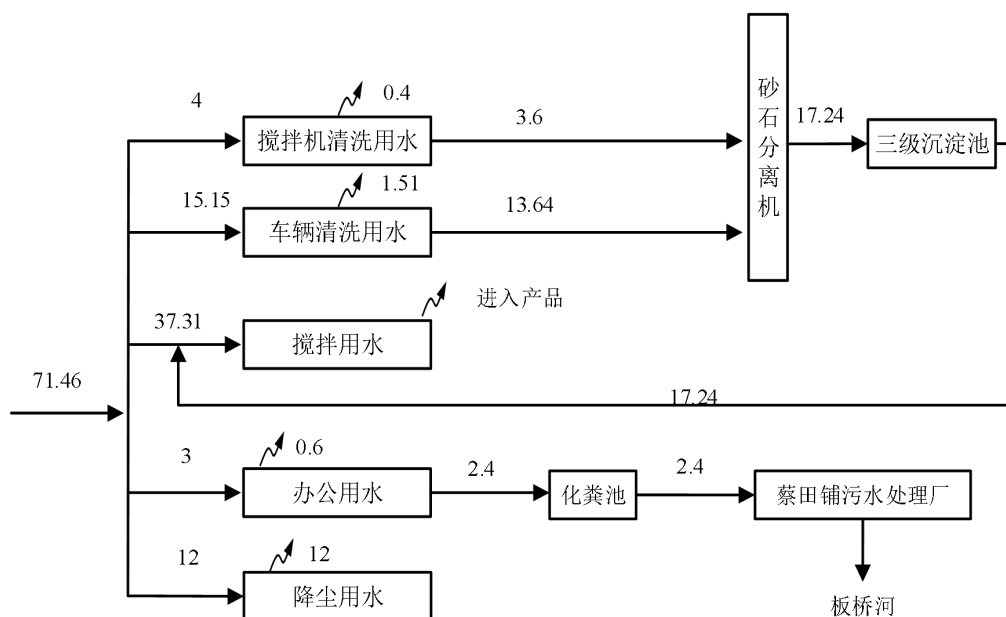 4
0.4
搅拌机清洗用水
3.6
砂石分离机
17.24
三级沉淀池
15.15
1.51
车辆清洗用水
13.64
进入产品
37.31
搅拌用水
71.46
17.24
3
0.6
办公用水
2.4
化粪池
2.4
蔡田铺污水处理厂
12
12
降尘用水
板桥河